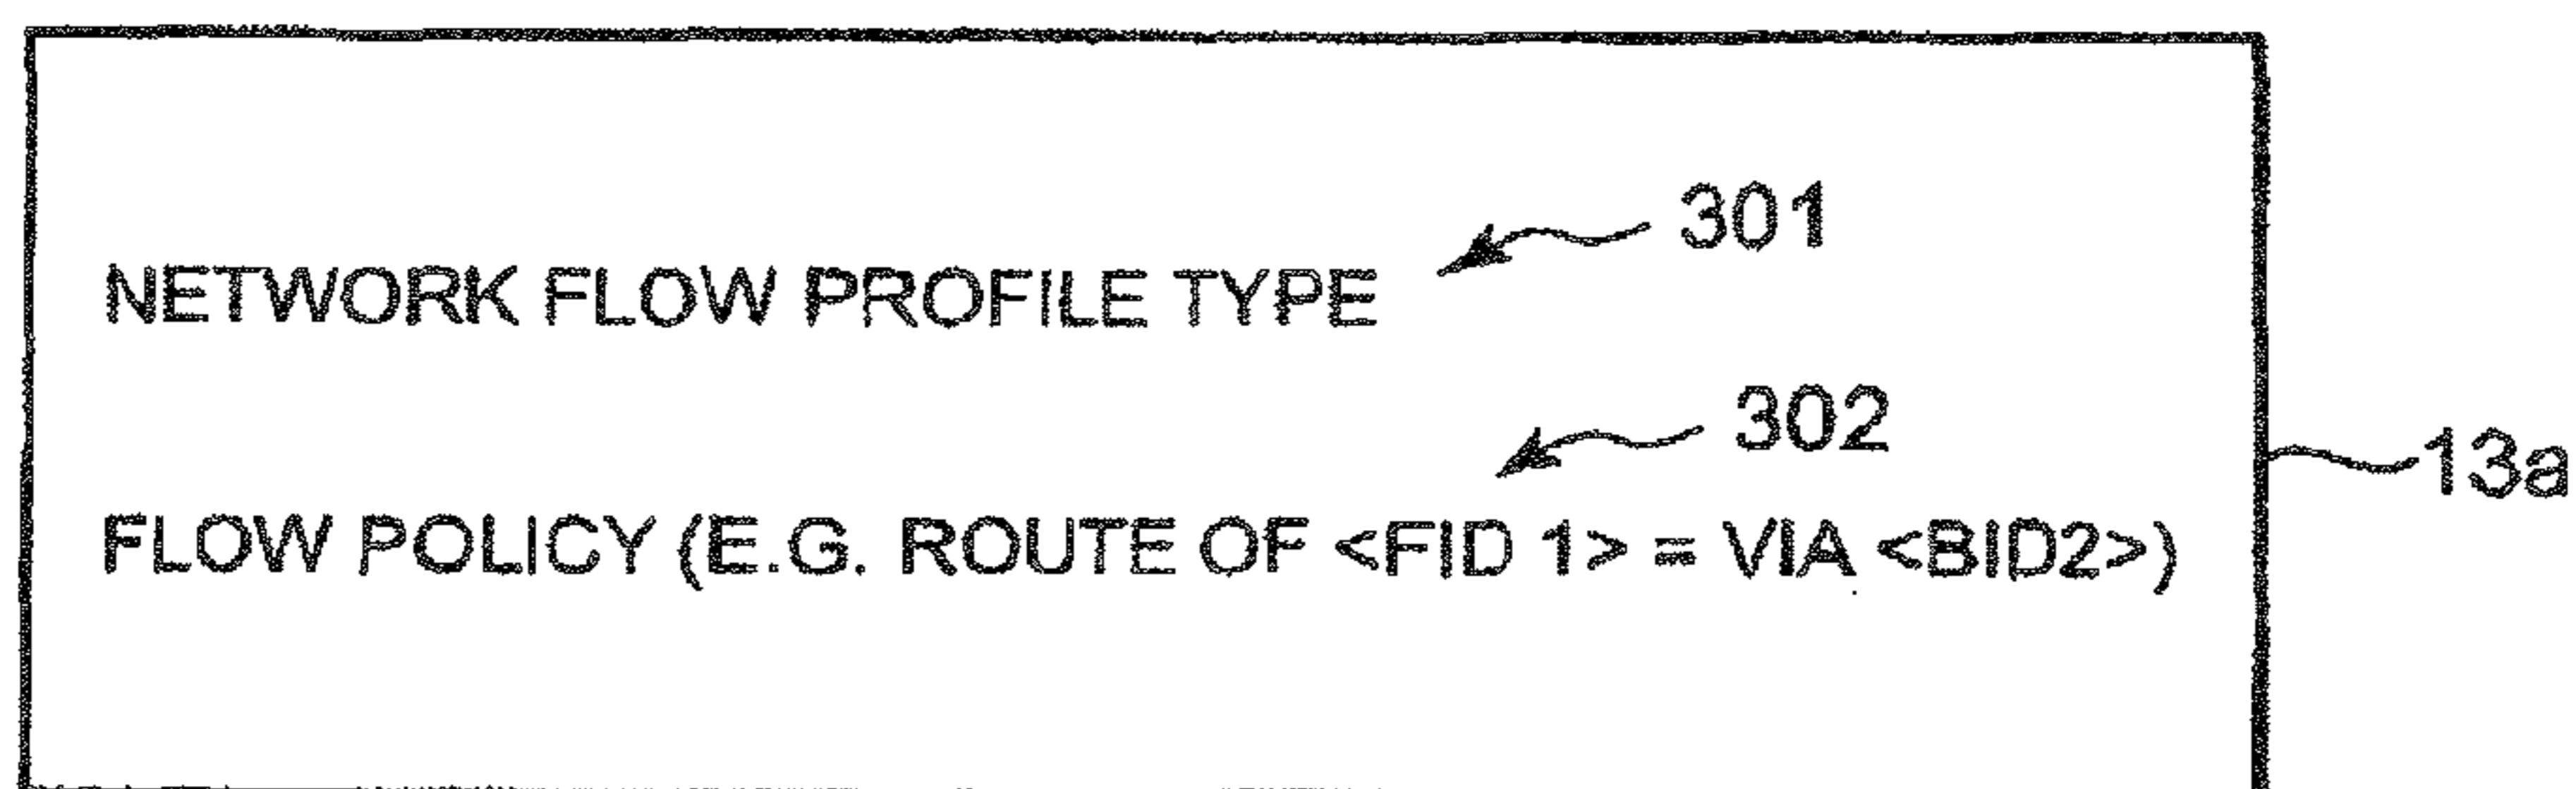 301
NETWORK FLOW PROFILE TYPE
302
FLOW POLICY (E.G. ROUTE OF <FID 1> = VIA <BID2>)
13a